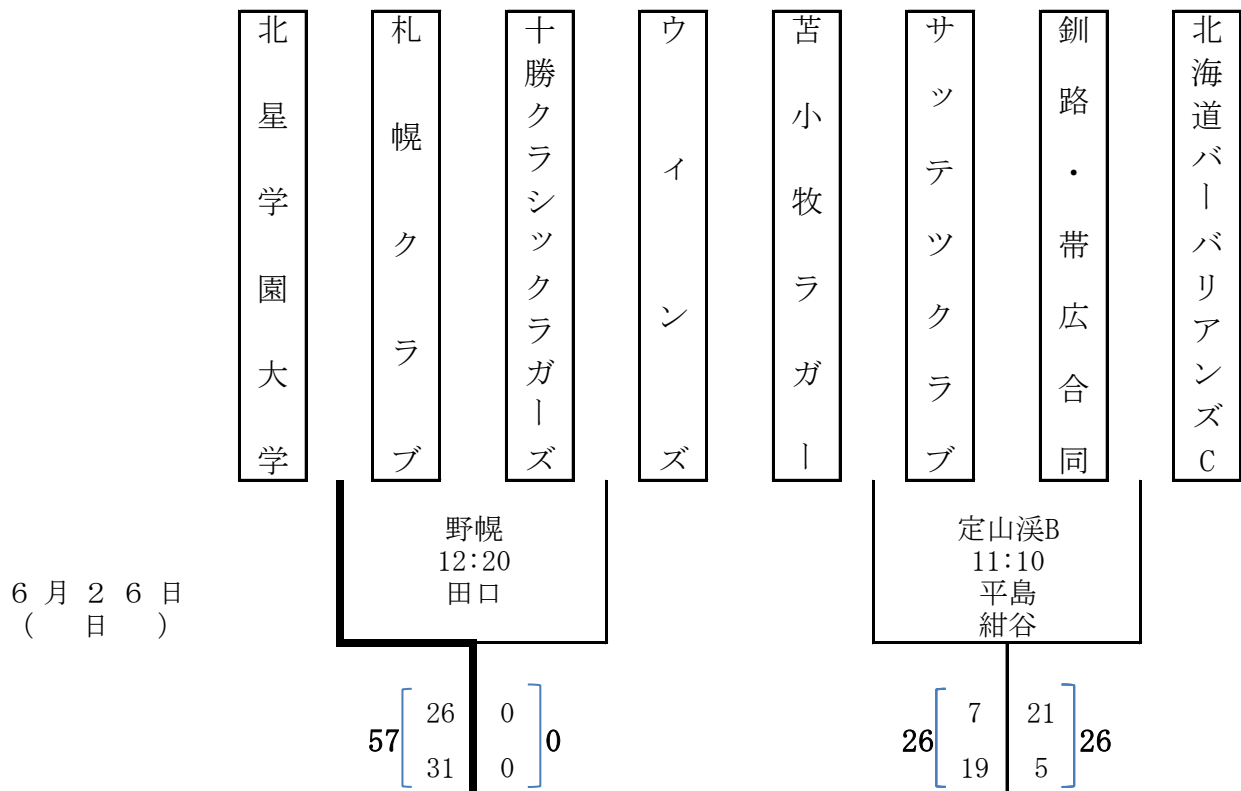 北星学園大学
札幌クラブ
十勝クラシックラガーズ
ウィンズ
苫小牧ラガー
サッテツクラブ
釧路・帯広合同
北海道バーバリアンズC
野幌
12:20
田口
定山渓B
11:10
平島
紺谷
６月２６日
(日)
57 26 0 0
31 0
26 7 21 26
19 5